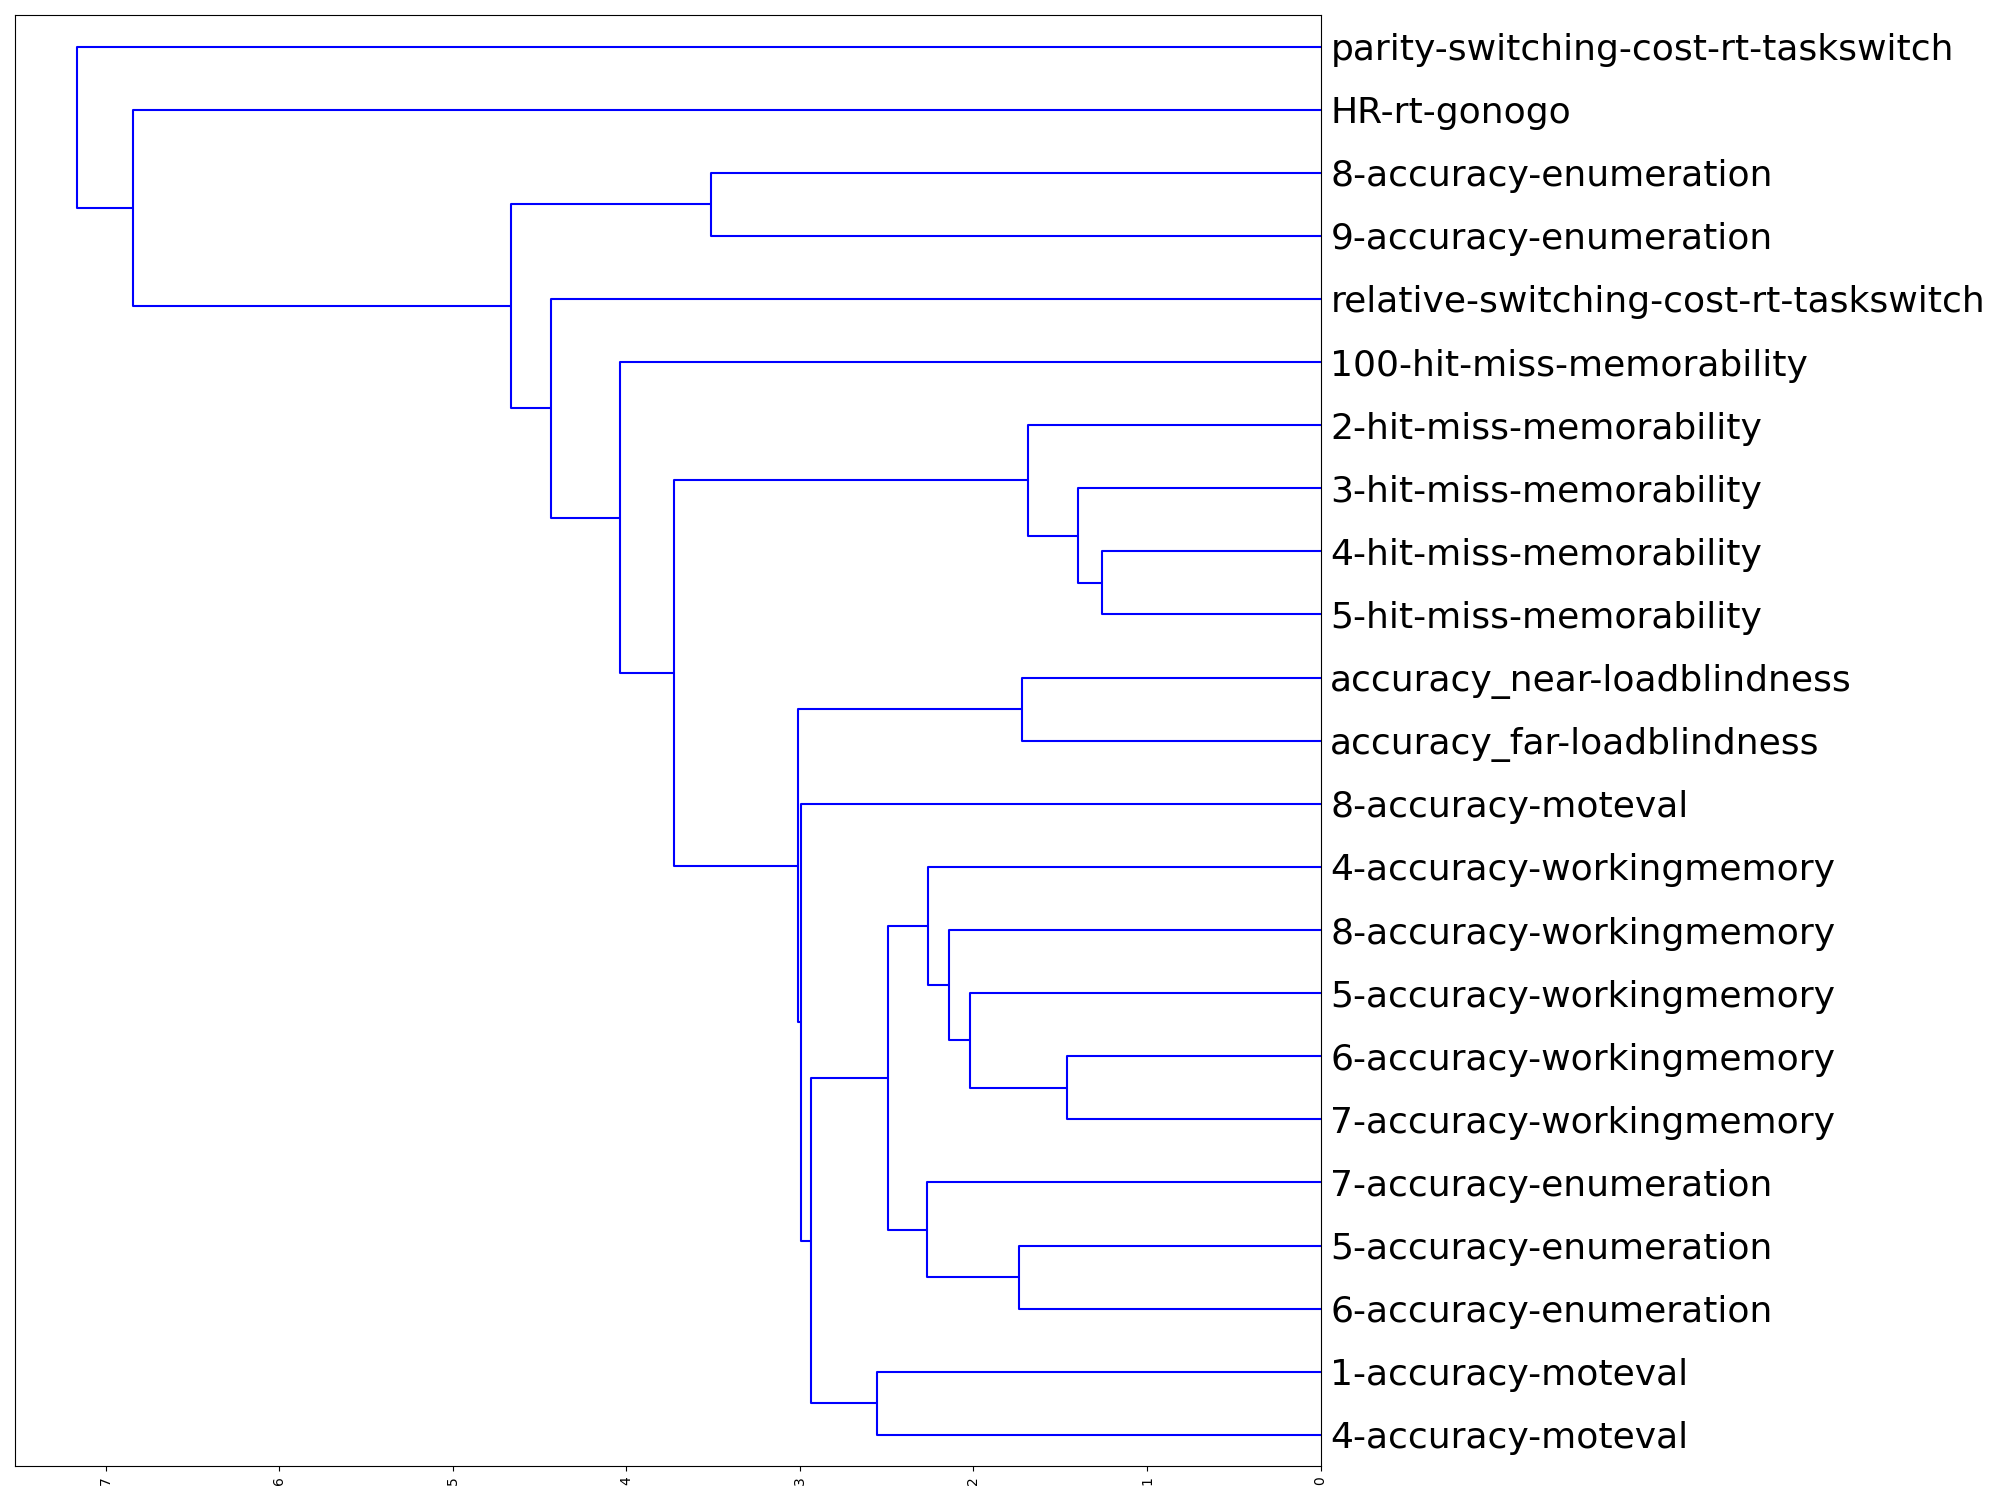 parity-switching-cost-rt-taskswitch
HR-rt-gonogo
8-accuracy-enumeration
9-accuracy-enumeration
relative-switching-cost-rt-taskswitch
100-hit-miss-memorability
2-hit-miss-memorability
3-hit-miss-memorability
4-hit-miss-memorability
5-hit-miss-memorability
accuracy_near-loadblindness
accuracy_far-loadblindness
8-accuracy-moteval
4-accuracy-workingmemory
8-accuracy-workingmemory
5-accuracy-workingmemory
6-accuracy-workingmemory
7-accuracy-workingmemory
7-accuracy-enumeration
5-accuracy-enumeration
6-accuracy-enumeration
1-accuracy-moteval
4-accuracy-moteval
7 6 5 4 3 2 1 0